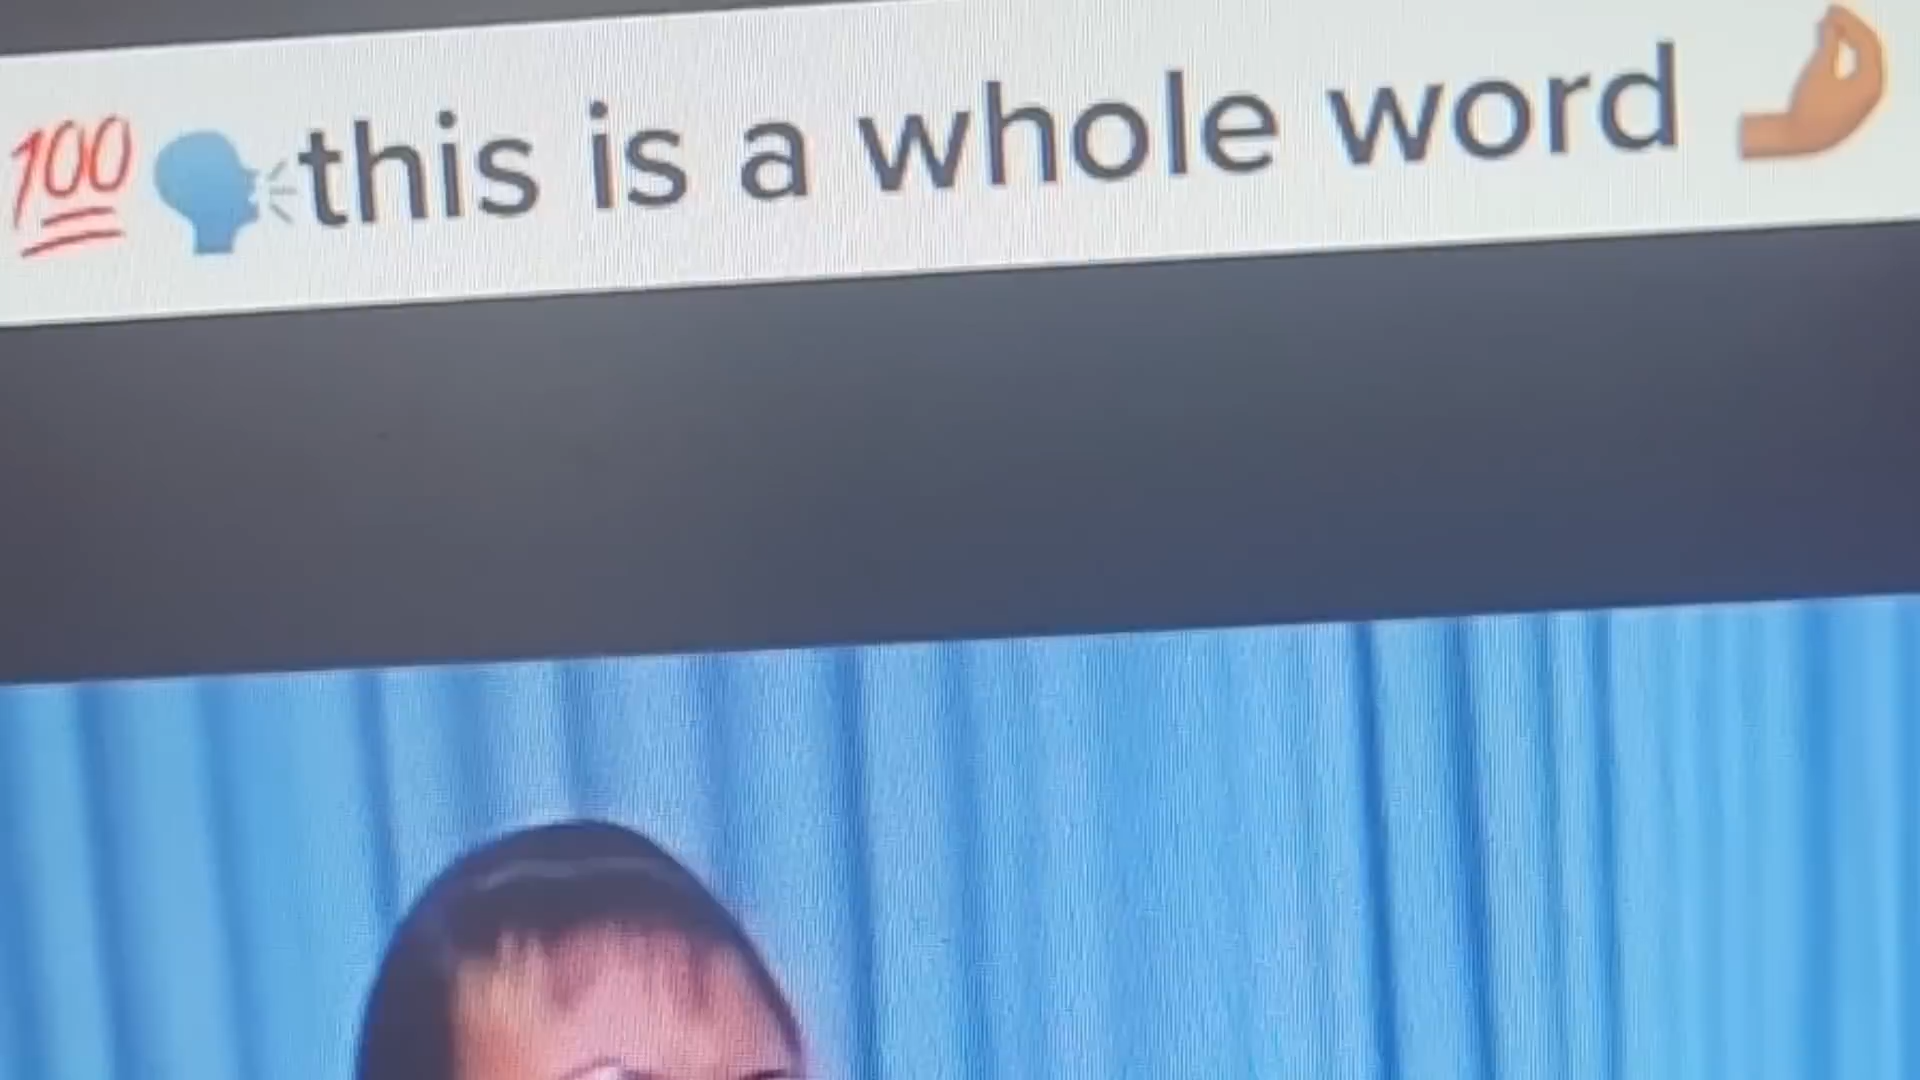 💯🗣️this is a whole word 🤌🏽